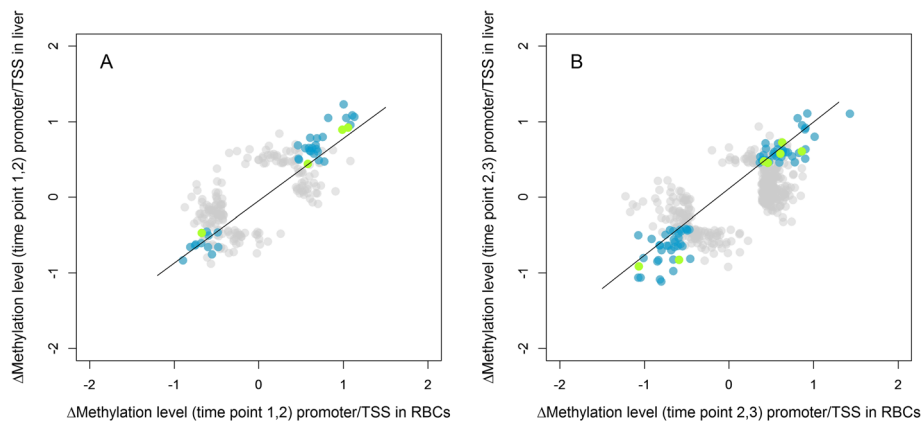 A
ΔMethylation level (time point 1,2) promoter/TSS in liver
2
1
0
-1
-2
-2 -1 0 1 2
ΔMethylation level (time point 1,2) promoter/TSS in RBCs
B
ΔMethylation level (time point 2,3) promoter/TSS in liver
2
1
0
-1
-2
-2 -1 0 1 2
ΔMethylation level (time point 2,3) promoter/TSS in RBCs